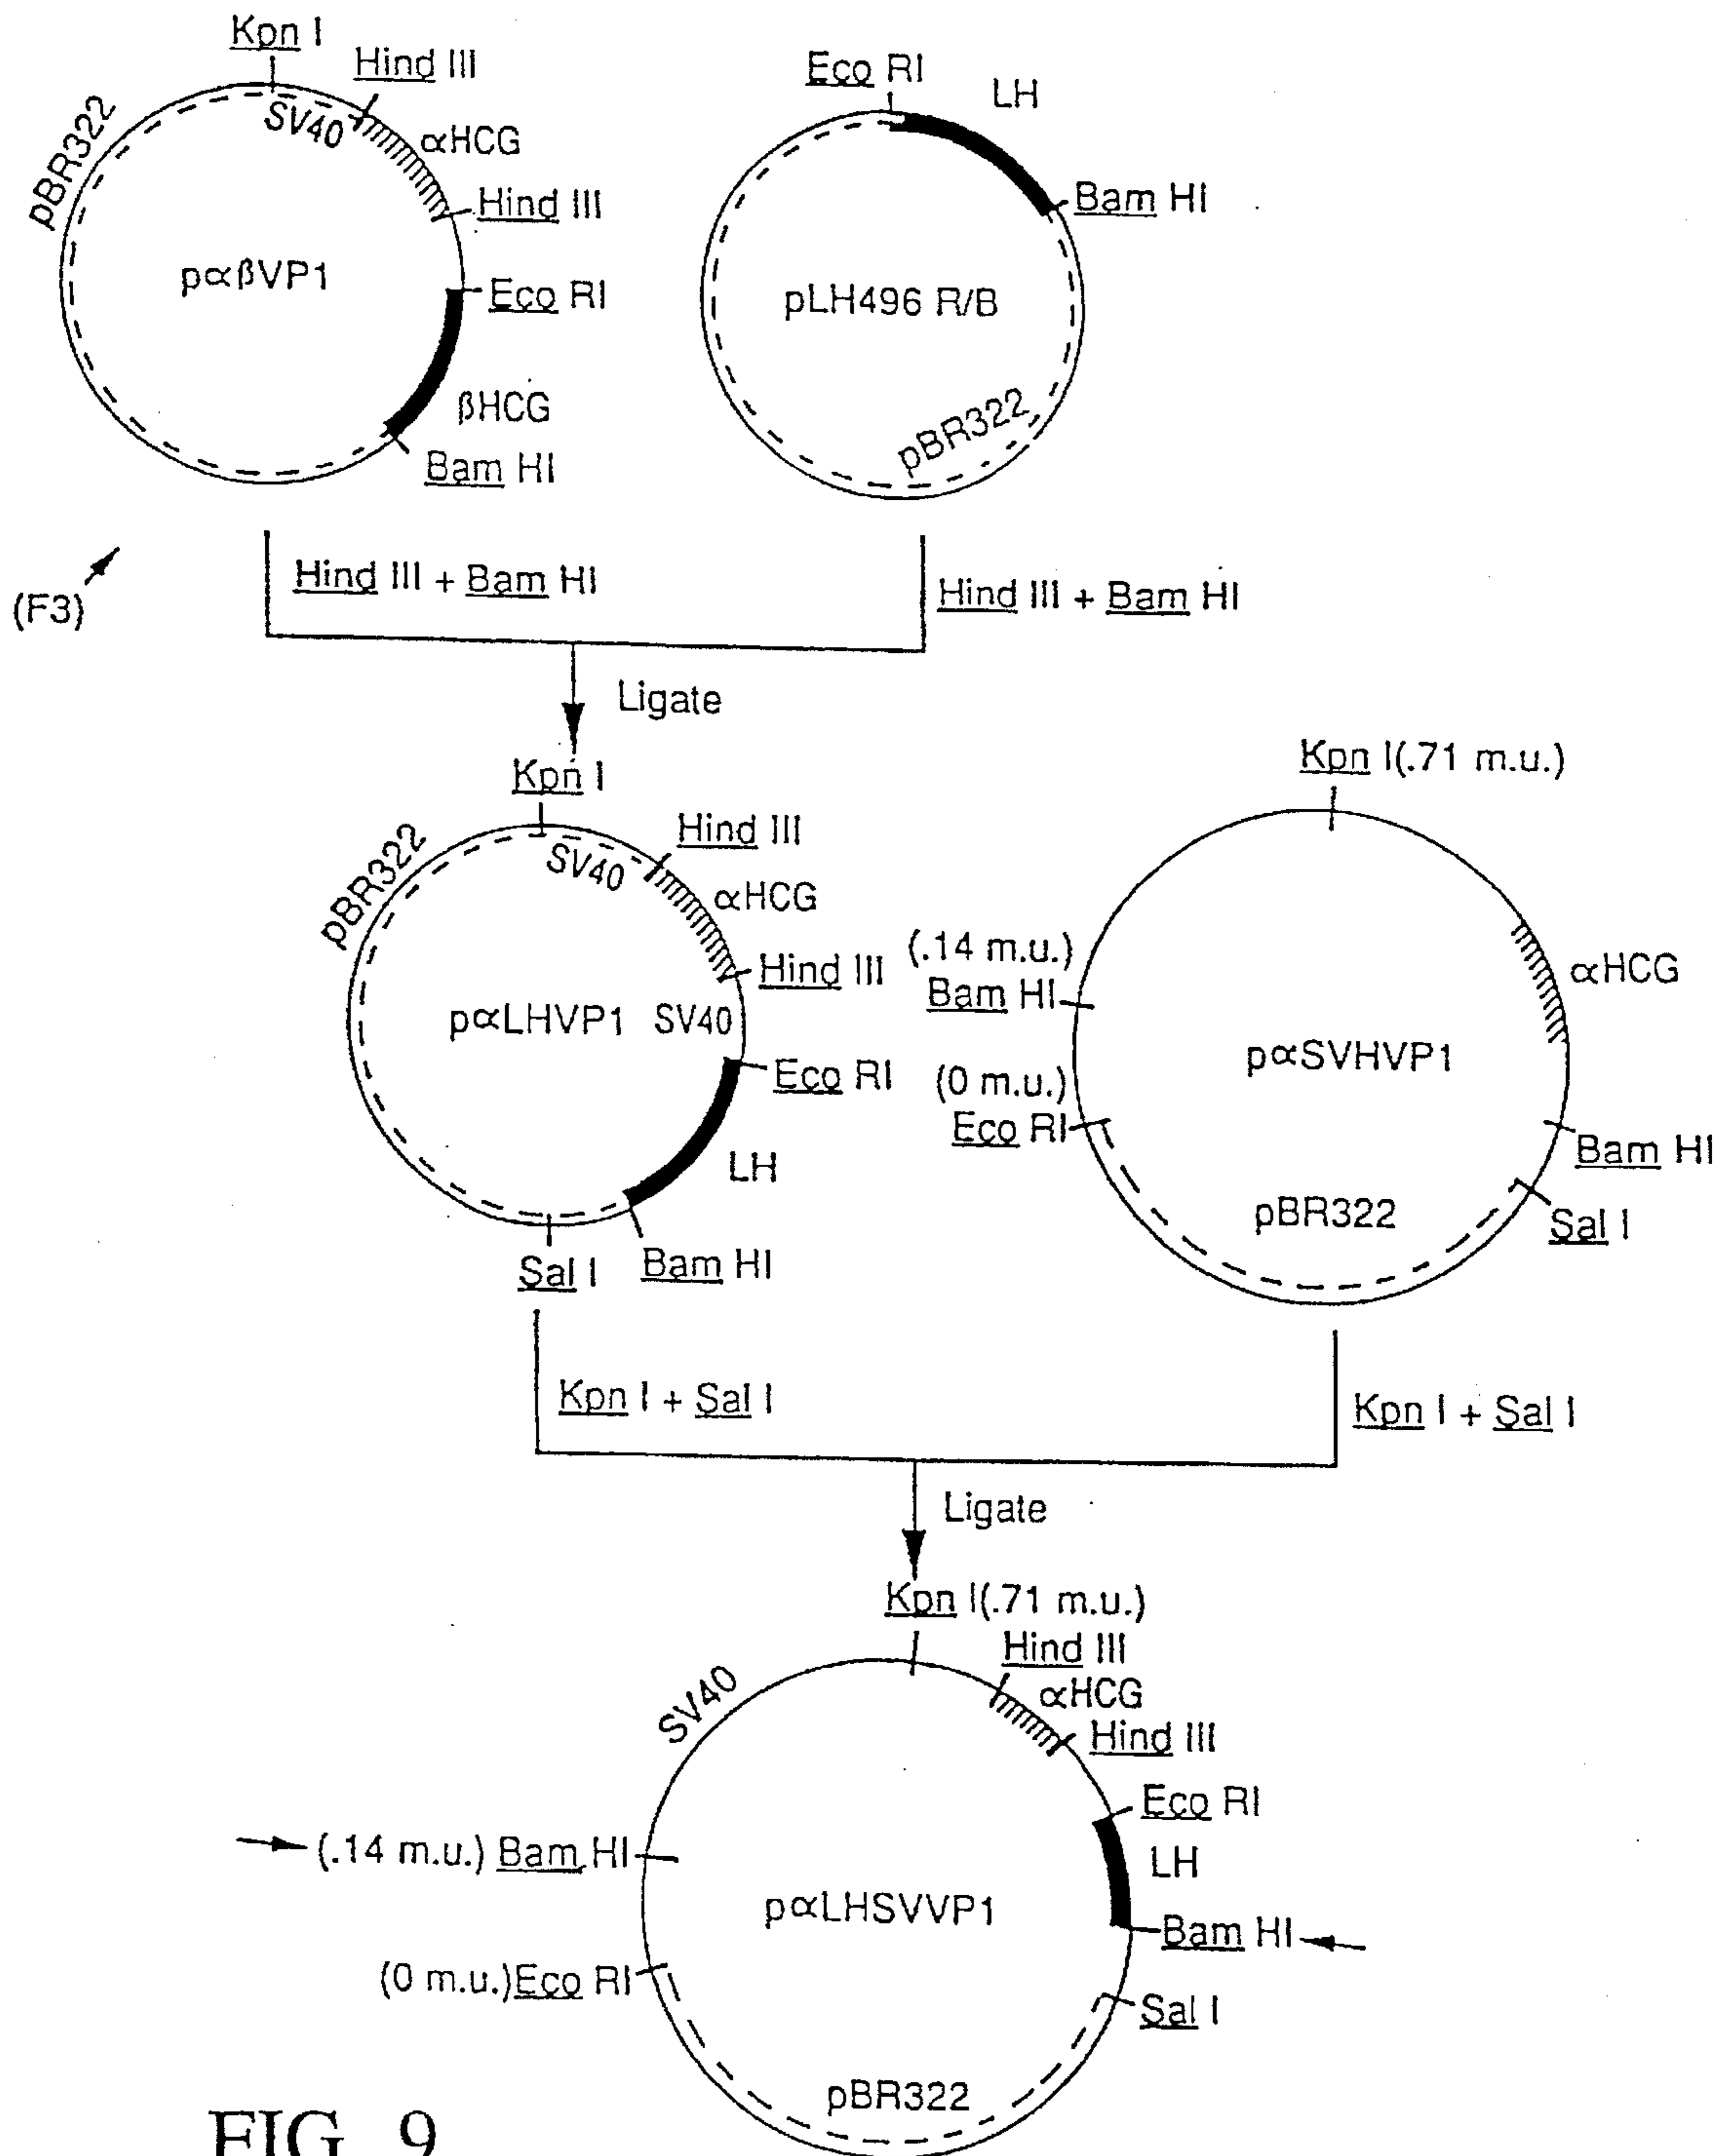 Kpn I
Hind III
SV40
αHCG
pBR322
Hind III
pαβVP1
Eco RI
βHCG
Bam HI
Eco RI
LH
Bam HI
pLH496 R/B
pBR322
(F3)
Hind III + Bam HI
Hind III + Bam HI
Ligate
Kpn I
Hind III
pBR322
SV40
αHCG
Hind III
pαLHVP1
SV40
Eco RI
LH
Bam HI
Sal I
Kpn I(.71 m.u.)
(.14 m.u.)
Bam HI
αHCG
pαSVHVP1
(0 m.u.)
Eco RI
Bam HI
Sal I
pBR322
Kpn I + Sal I
Kpn I + Sal I
Ligate
Kpn I(.71 m.u.)
Hind III
αHCG
Hind III
SV40
Eco RI
LH
(.14 m.u.) Bam HI
pαLHSVVP1
Bam HI
(0 m.u.)Eco RI
Sal I
pBR322
FIG. 9